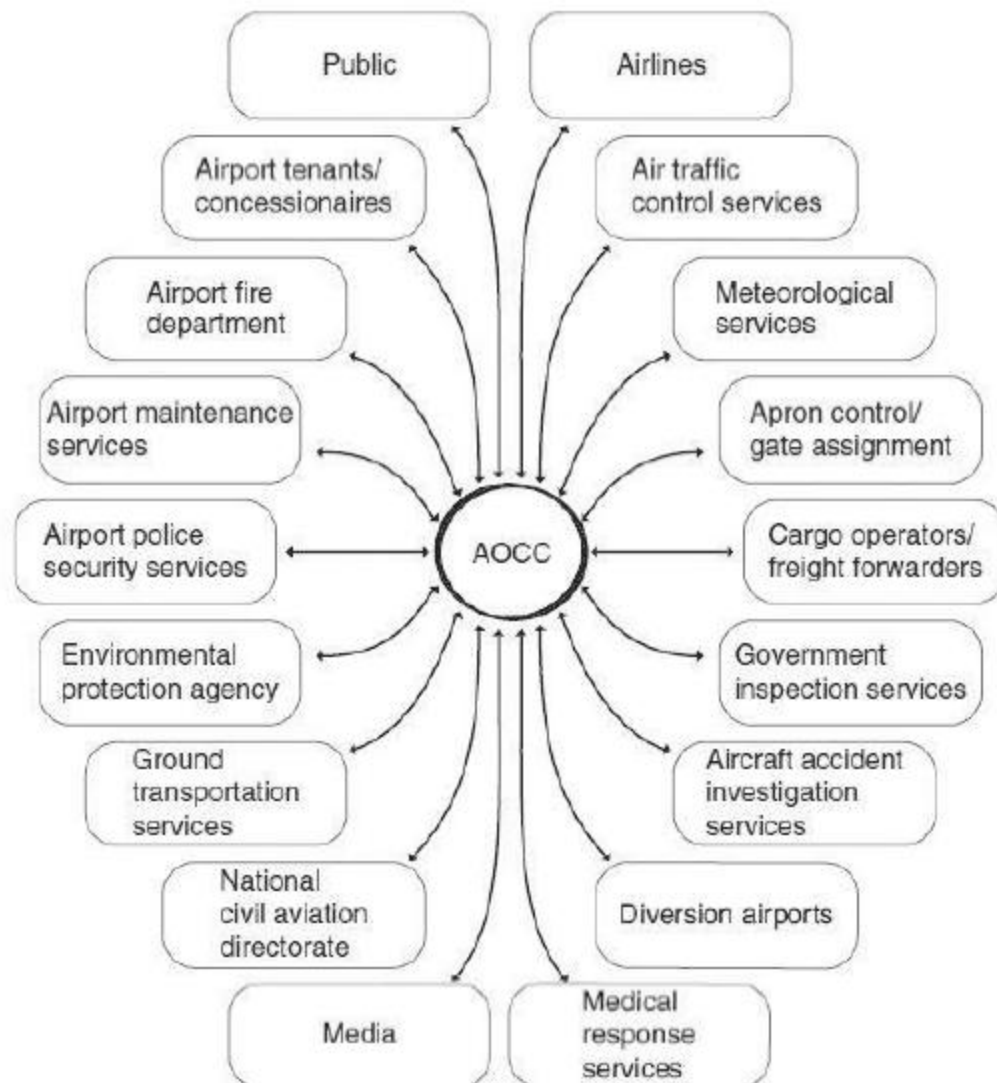 Public
Airlines
Airport tenants/
concessionaires
Air traffic
control services
Airport fire
department
Meteorological
services
Airport maintenance
services
Apron control/
gate assignment
Airport police
security services
AOCC
Cargo operators/
freight forwarders
Environmental
protection agency
Government
inspection services
Ground
transportation
services
Aircraft accident
investigation
services
National
civil aviation
directorate
Diversion airports
Media
Medical
response
services